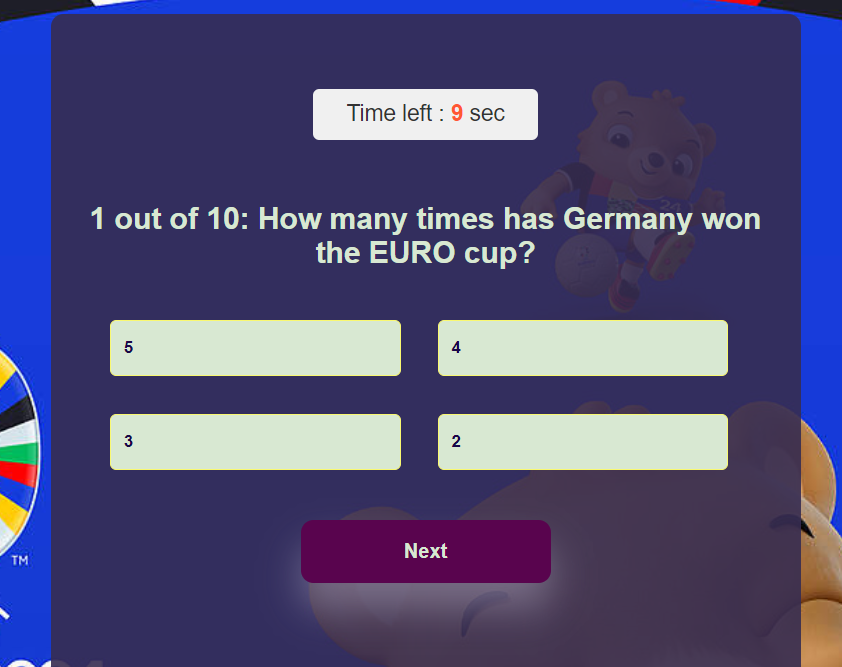 Time left : 9 sec
1 out of 10: How many times has Germany won
the EURO cup?
5
4
3
2
Next
TM